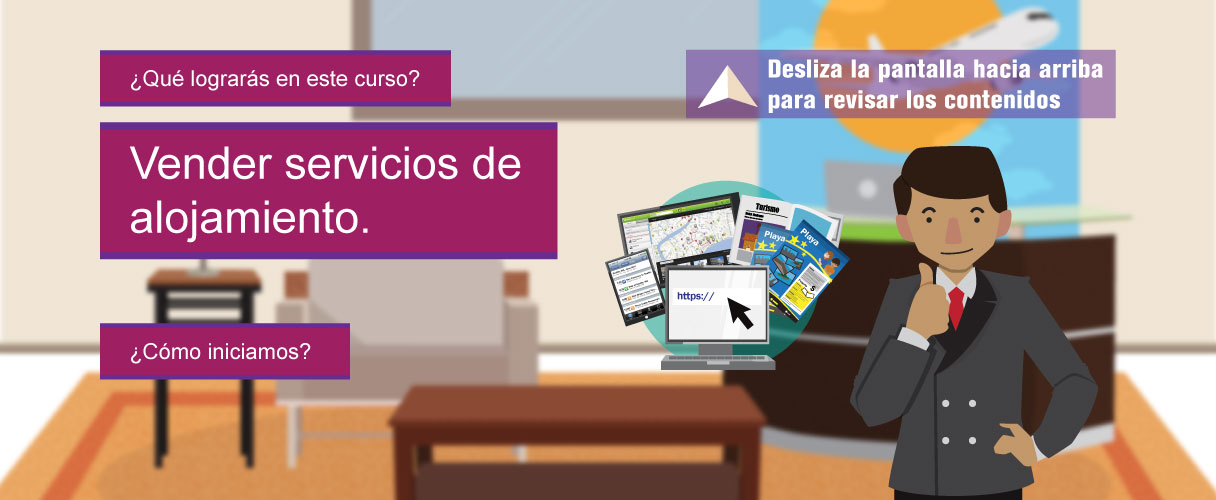 ¿Qué lograrás en este curso?
Desliza la pantalla hacia arriba
para revisar los contenidos
Vender servicios de
alojamiento.
Turismo
Playa
Playa
https://
¿Cómo iniciamos?